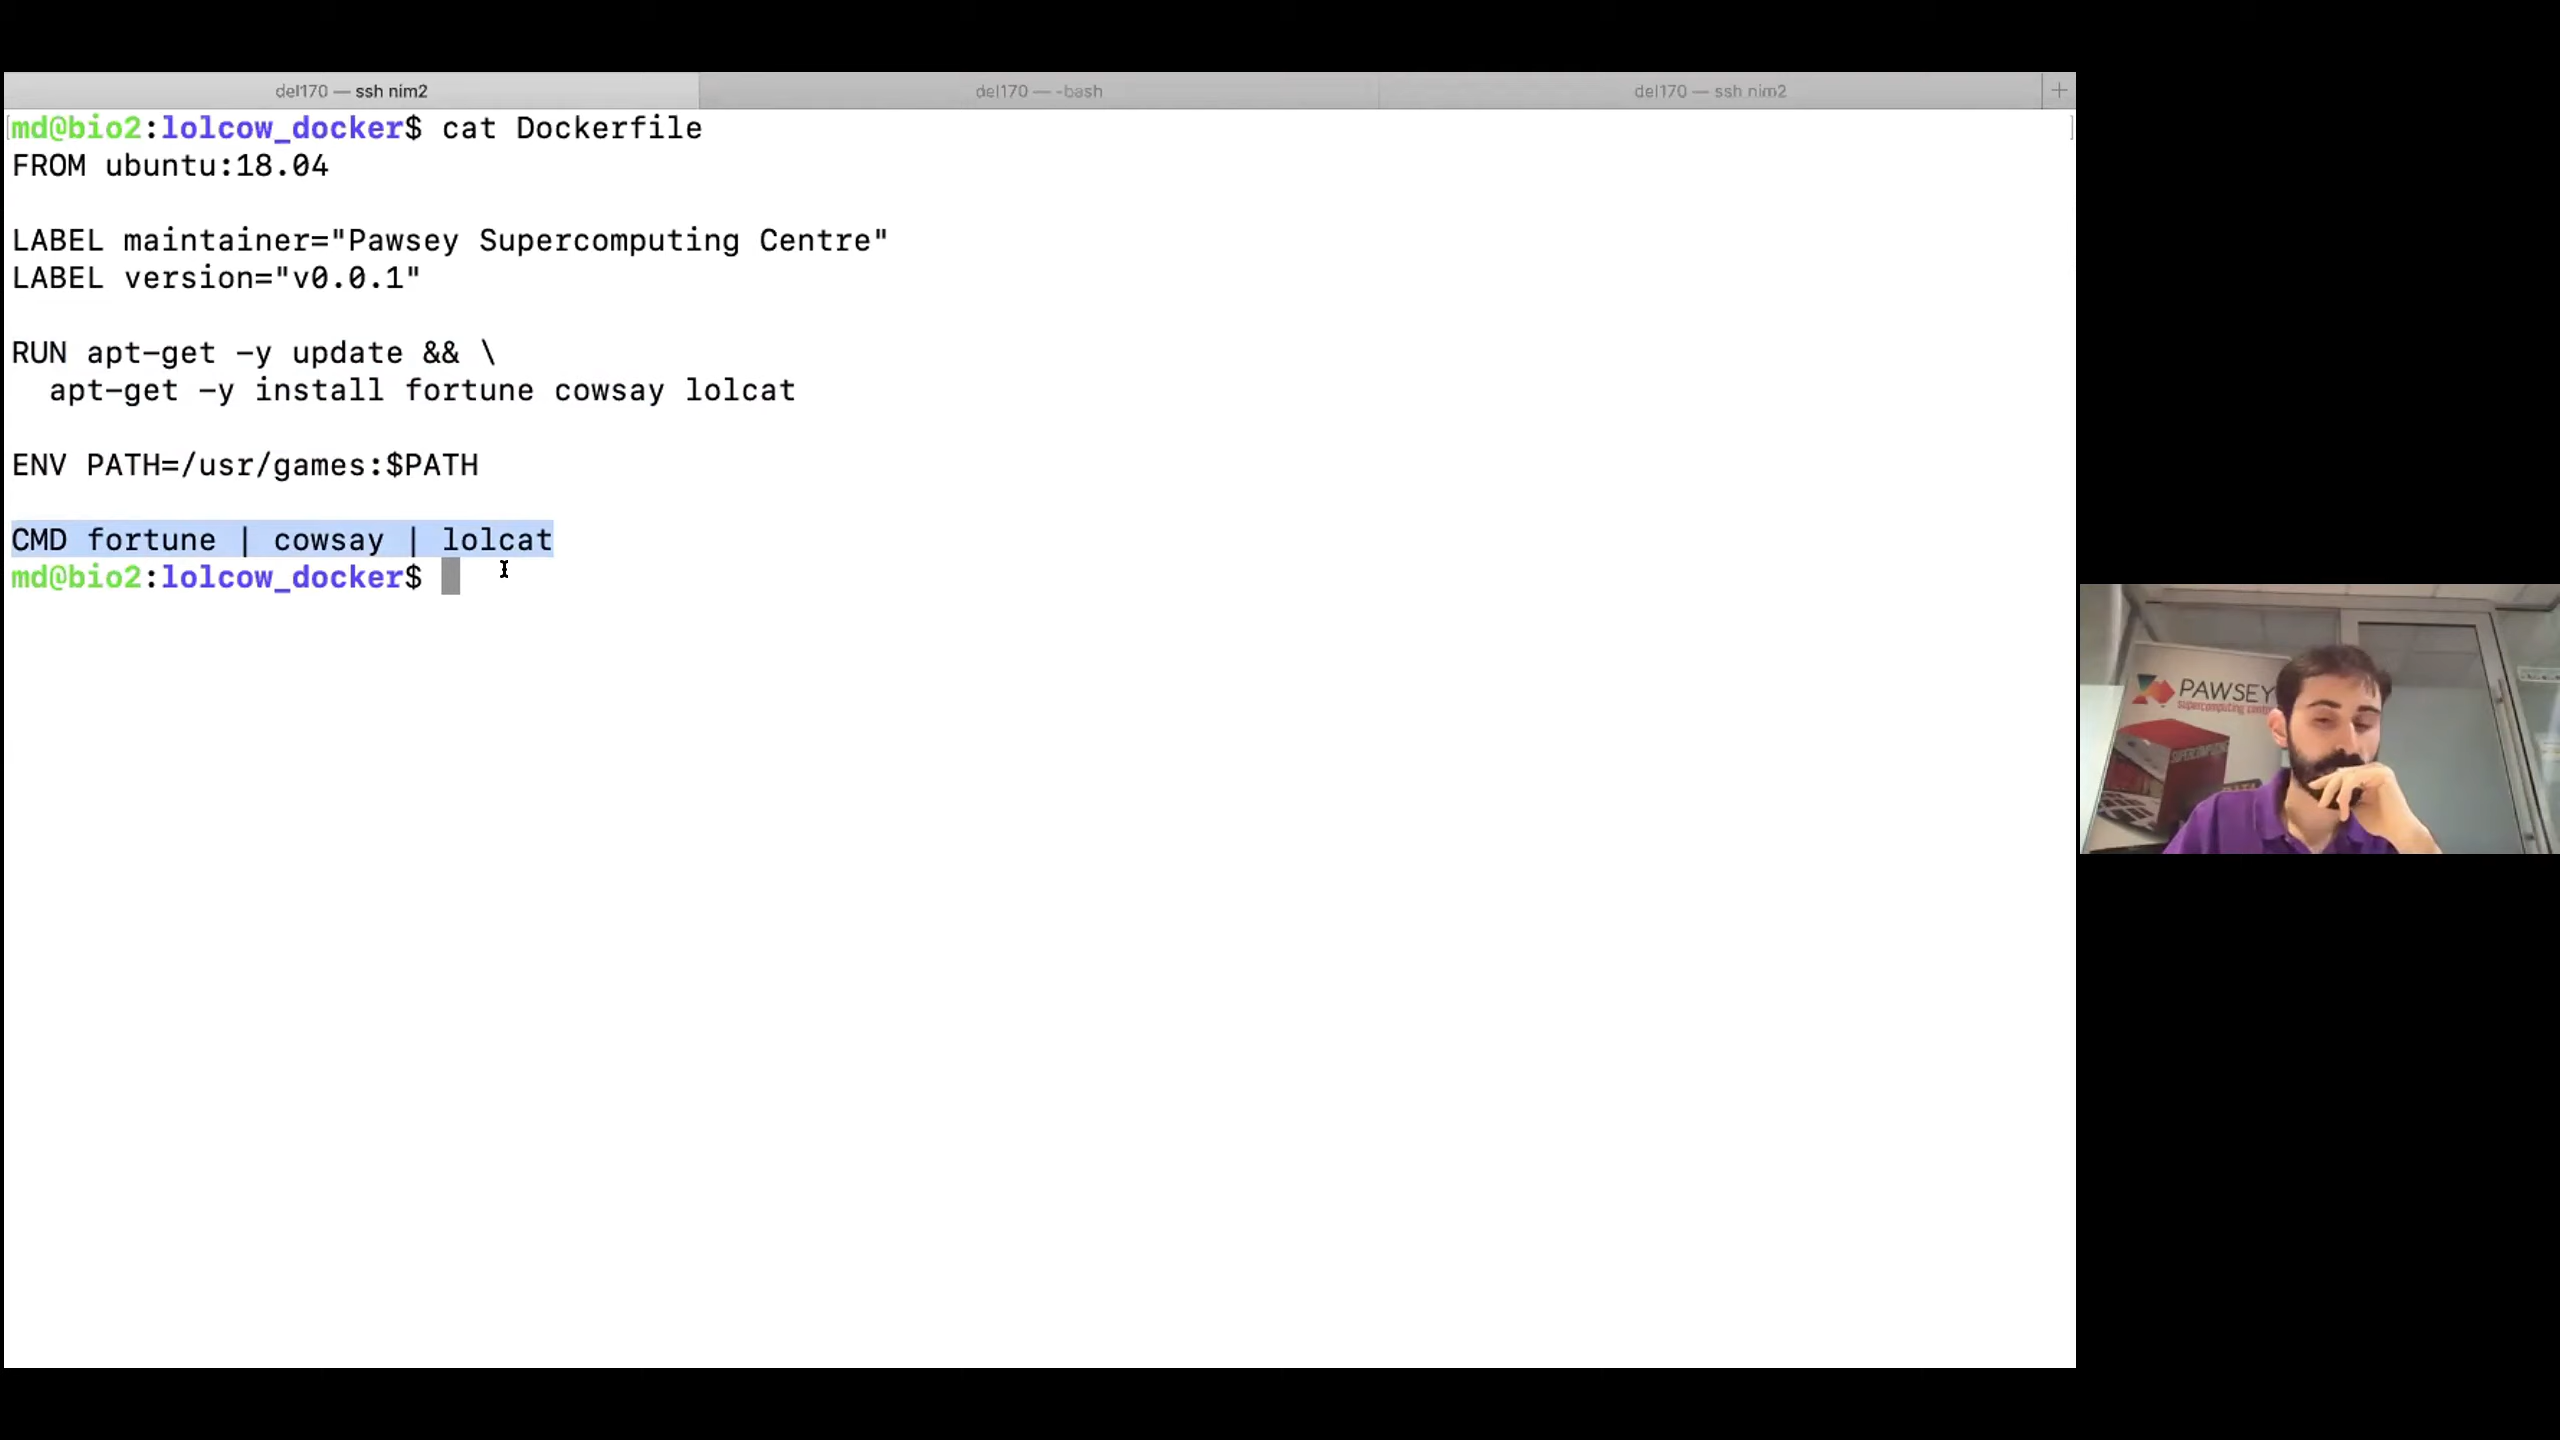 del170 — ssh nim2
del170 — -bash
del170 — ssh nim2
md@bio2:lolcow_docker$ cat Dockerfile
FROM ubuntu:18.04
LABEL maintainer="Pawsey Supercomputing Centre"
LABEL version="v0.0.1"
RUN apt-get -y update && \
apt-get -y install fortune cowsay lolcat
ENV PATH=/usr/games:$PATH
CMD fortune | cowsay | lolcat
md@bio2:lolcow_docker$
PAWSEY
supercomputing
SUPERCOMPUTING